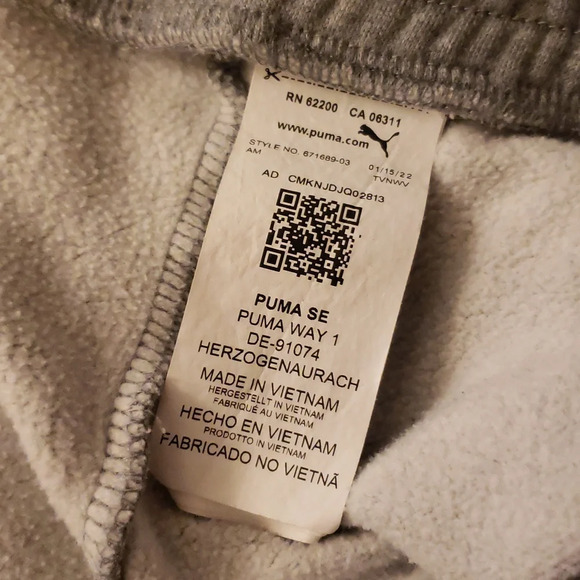 RN 62200 CA 06311
www.puma.com
STYLE NO. 671689-03 01/15/22
AM TVNWV
AD CMKNJDJQ02813
PUMA SE
PUMA WAY 1
DE-91074
HERZOGENAURACH
MADE IN VIETNAM
HERGESTELLT IN VIETNAM
FABRIQUÉ AU VIETNAM
HECHO EN VIETNAM
PRODOTTO IN VIETNAM
FABRICADO NO VIETNÃ